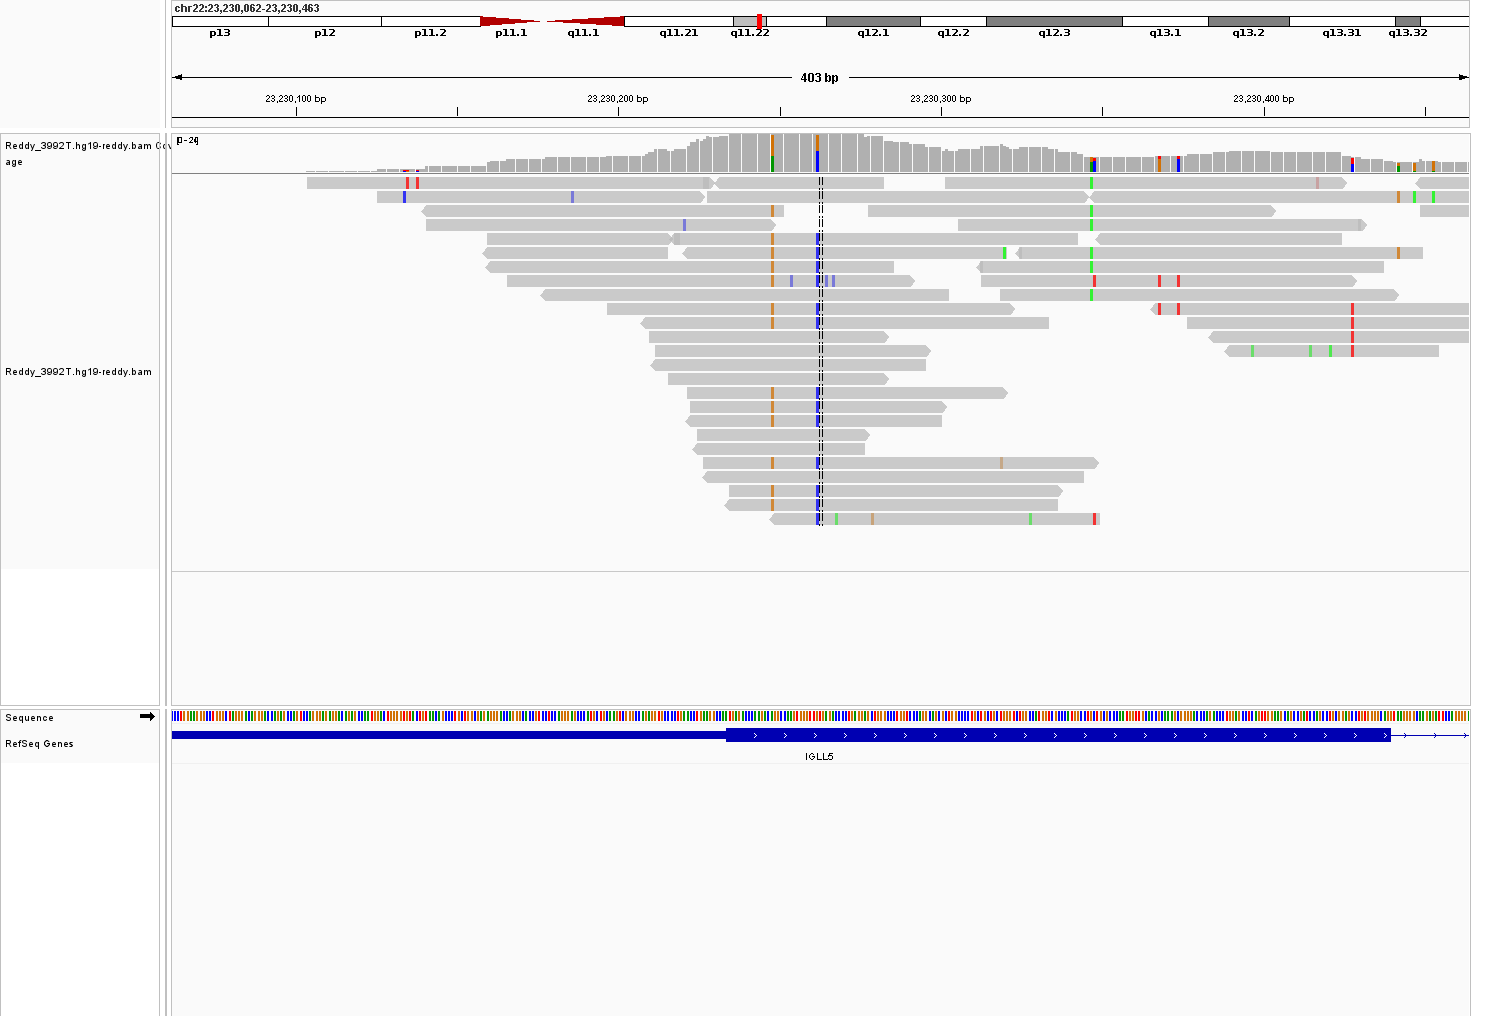 chr22:23,230,062-23,230,463
p13 p12 p11.2 p11.1 q11.1 q11.21 q11.22 q12.1 q12.2 q12.3 q13.1 q13.2 q13.31 q13.32
403 bp
23,230,100 bp 23,230,200 bp 23,230,300 bp 23,230,400 bp
Reddy_3992T.hg19-reddy.bam Cov
age
Reddy_3992T.hg19-reddy.bam
Sequence
RefSeq Genes
IGLL5